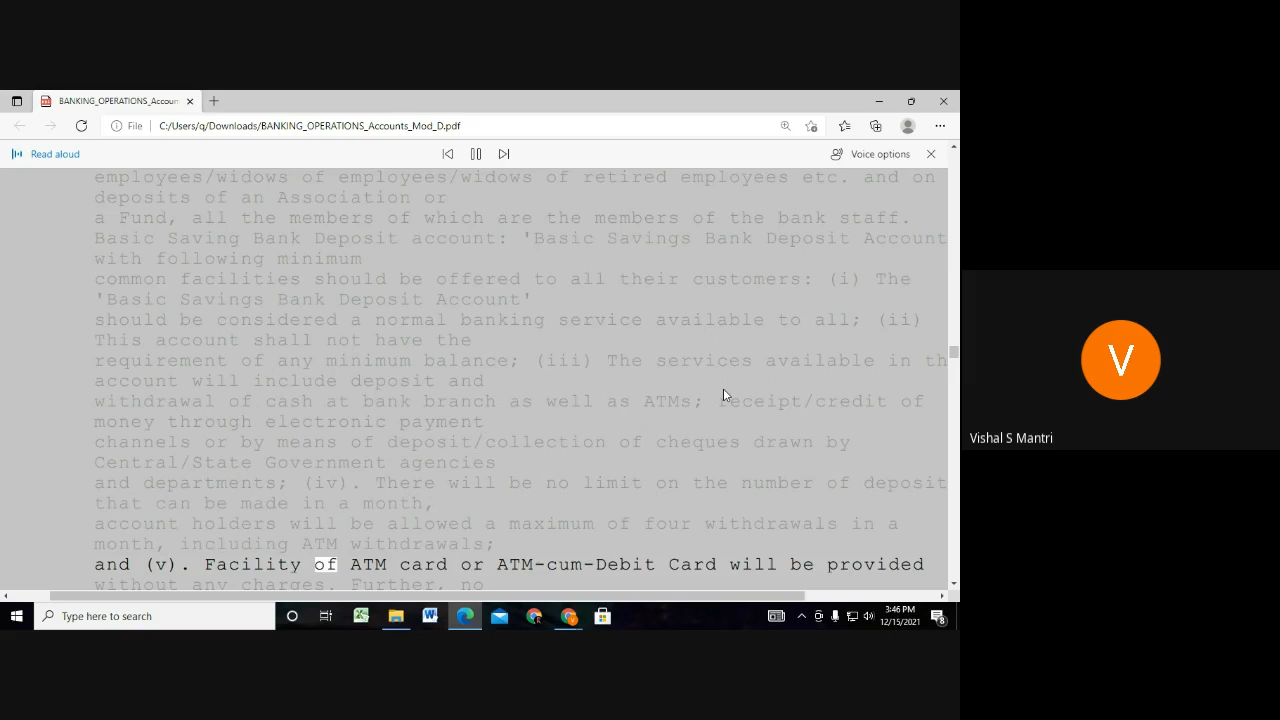 BANKING_OPERATIONS_Accoun
File
C:/Users/q/Downloads/BANKING_OPERATIONS_Accounts_Mod_D.pdf
Read aloud
Voice options
employees/widows of employees/widows of retired employees etc. and on
deposits of an Association or
a Fund, all the members of which are the members of the bank staff.
Basic Saving Bank Deposit account: 'Basic Savings Bank Deposit Account
with following minimum
common facilities should be offered to all their customers: (i) The
'Basic Savings Bank Deposit Account'
should be considered a normal banking service available to all; (ii)
This account shall not have the
requirement of any minimum balance; (iii) The services available in th
account will include deposit and
withdrawal of cash at bank branch as well as ATMs; receipt/credit of
money through electronic payment
channels or by means of deposit/collection of cheques drawn by
Central/State Government agencies
and departments; (iv). There will be no limit on the number of deposit
that can be made in a month,
account holders will be allowed a maximum of four withdrawals in a
month, including ATM withdrawals;
and (v). Facility of ATM card or ATM-cum-Debit Card will be provided
without any charges. Further, no
V
Vishal S Mantri
Type here to search
3:46 PM
12/15/2021
8